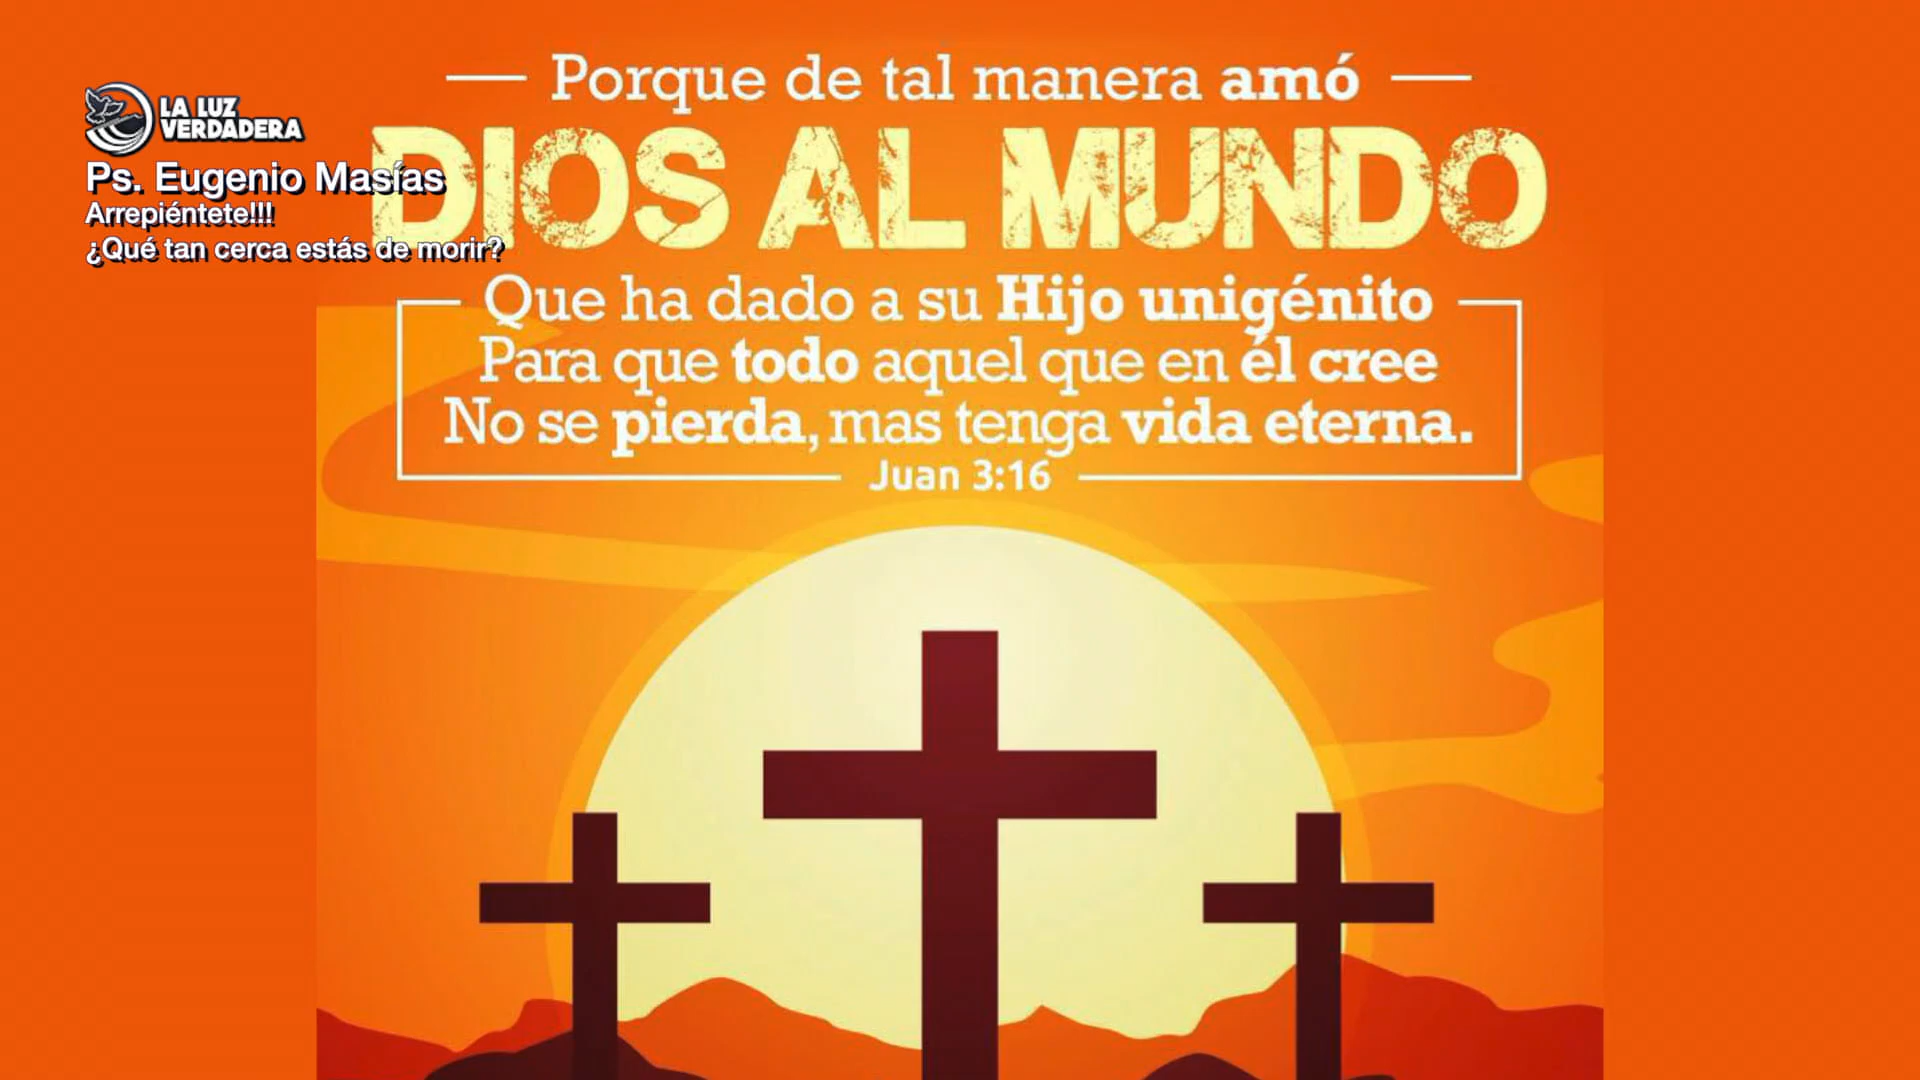 Porque de tal manera amó
DIOS AL MUNDO
Que ha dado a su Hijo unigénito
Para que todo aquel que en él cree
No se pierda, mas tenga vida eterna.
Juan 3:16
LA LUZ
VERDADERA
Ps. Eugenio Masías
Arrepiéntete!!!
¿Qué tan cerca estás de morir?